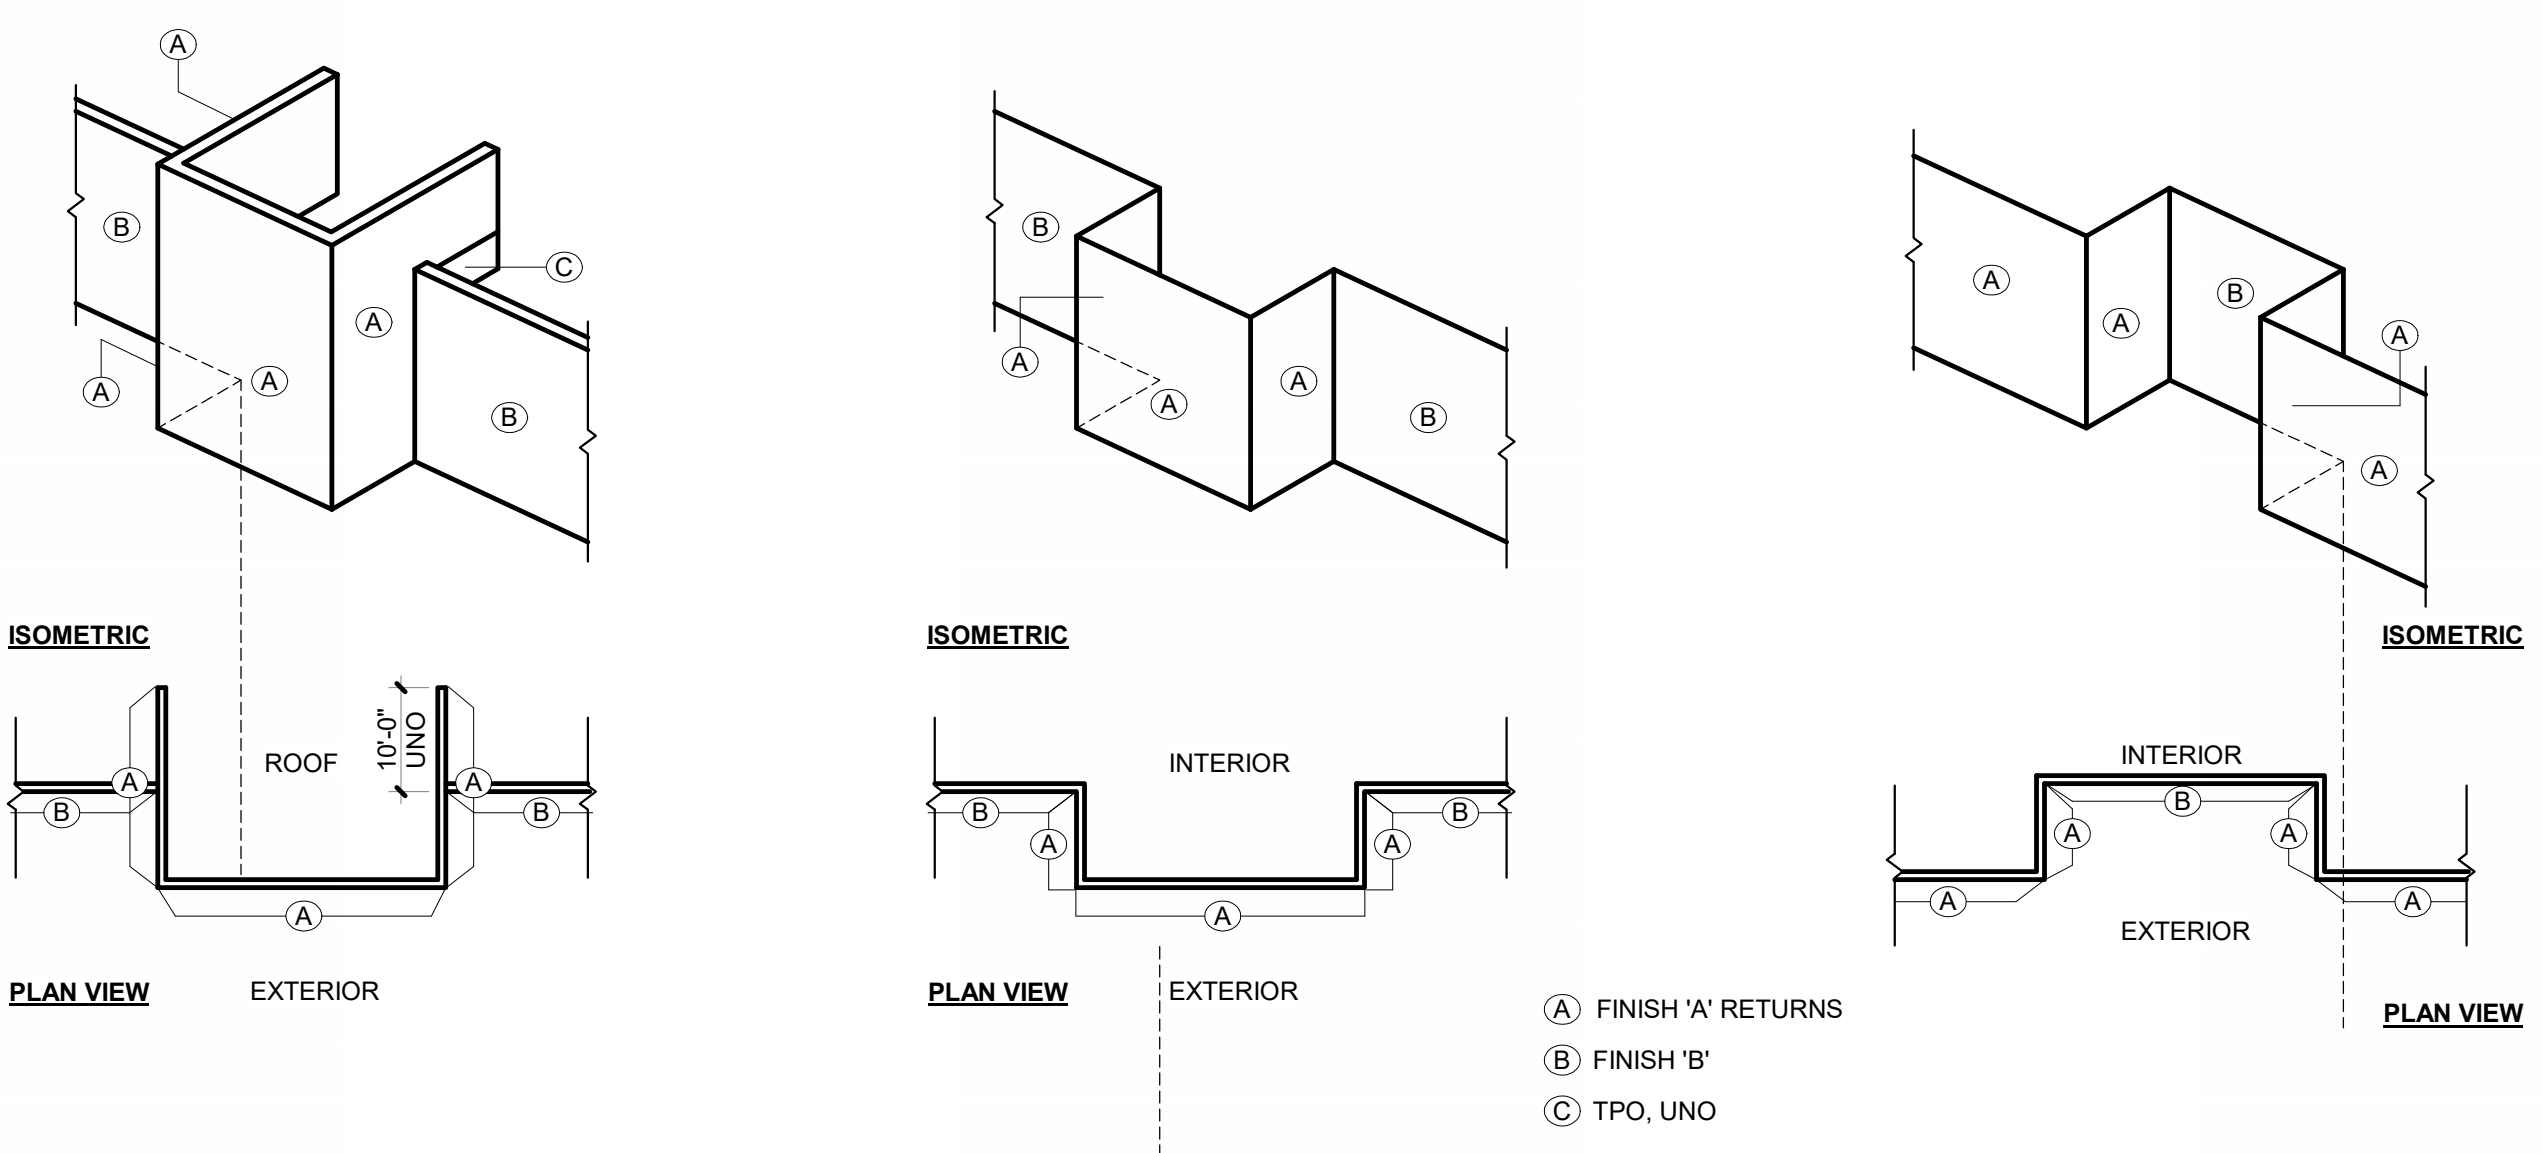 A
B
C
A
A
A
B
ISOMETRIC
10'-0"
UNO
ROOF
A
A
B
B
A
PLAN VIEW
EXTERIOR
B
A
A
A
B
ISOMETRIC
INTERIOR
B
B
A
A
A
PLAN VIEW
EXTERIOR
A
B
A
A
A
ISOMETRIC
INTERIOR
B
A
A
A
A
EXTERIOR
PLAN VIEW
A FINISH 'A' RETURNS
B FINISH 'B'
C TPO, UNO